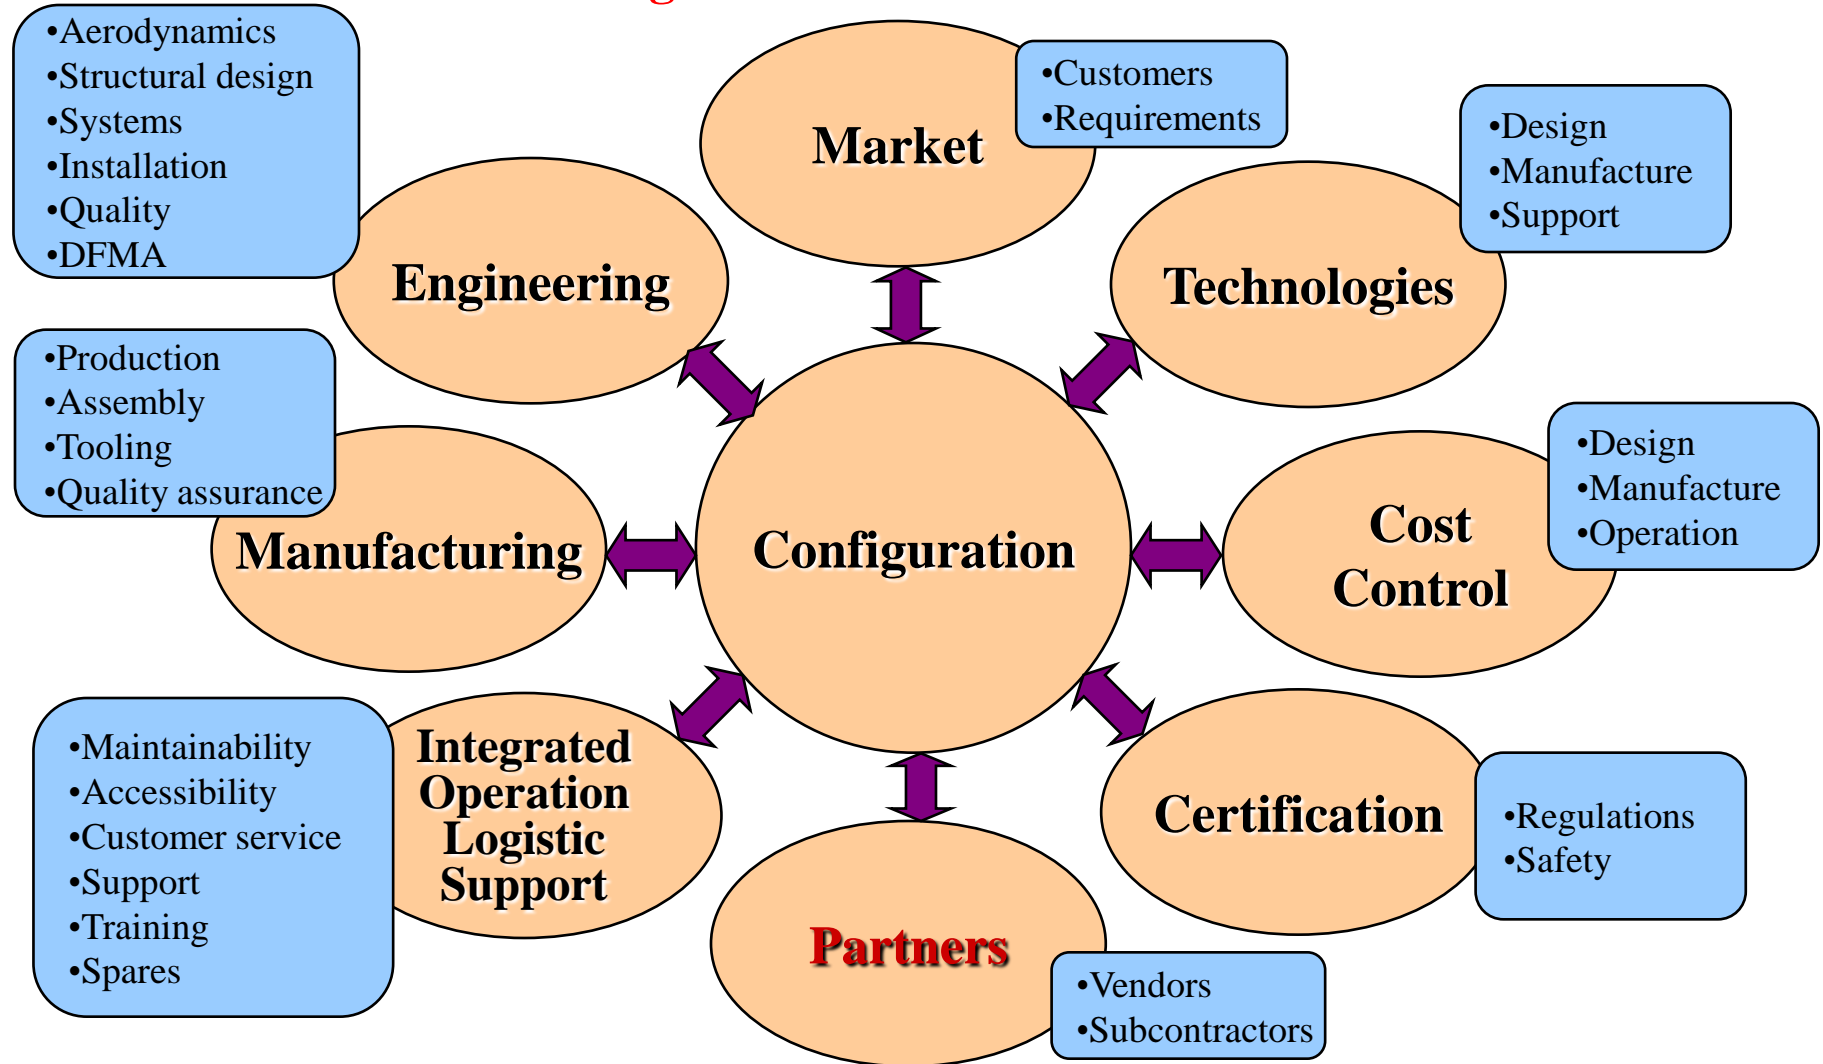 •Aerodynamics
•Structural design
•Systems
•Installation
•Quality
•DFMA
Engineering
Market
•Customers
•Requirements
Technologies
•Design
•Manufacture
•Support
•Production
•Assembly
•Tooling
•Quality assurance
Manufacturing
Configuration
Cost
Control
•Design
•Manufacture
•Operation
•Maintainability
•Accessibility
•Customer service
•Support
•Training
•Spares
Integrated
Operation
Logistic
Support
Partners
•Vendors
•Subcontractors
Certification
•Regulations
•Safety